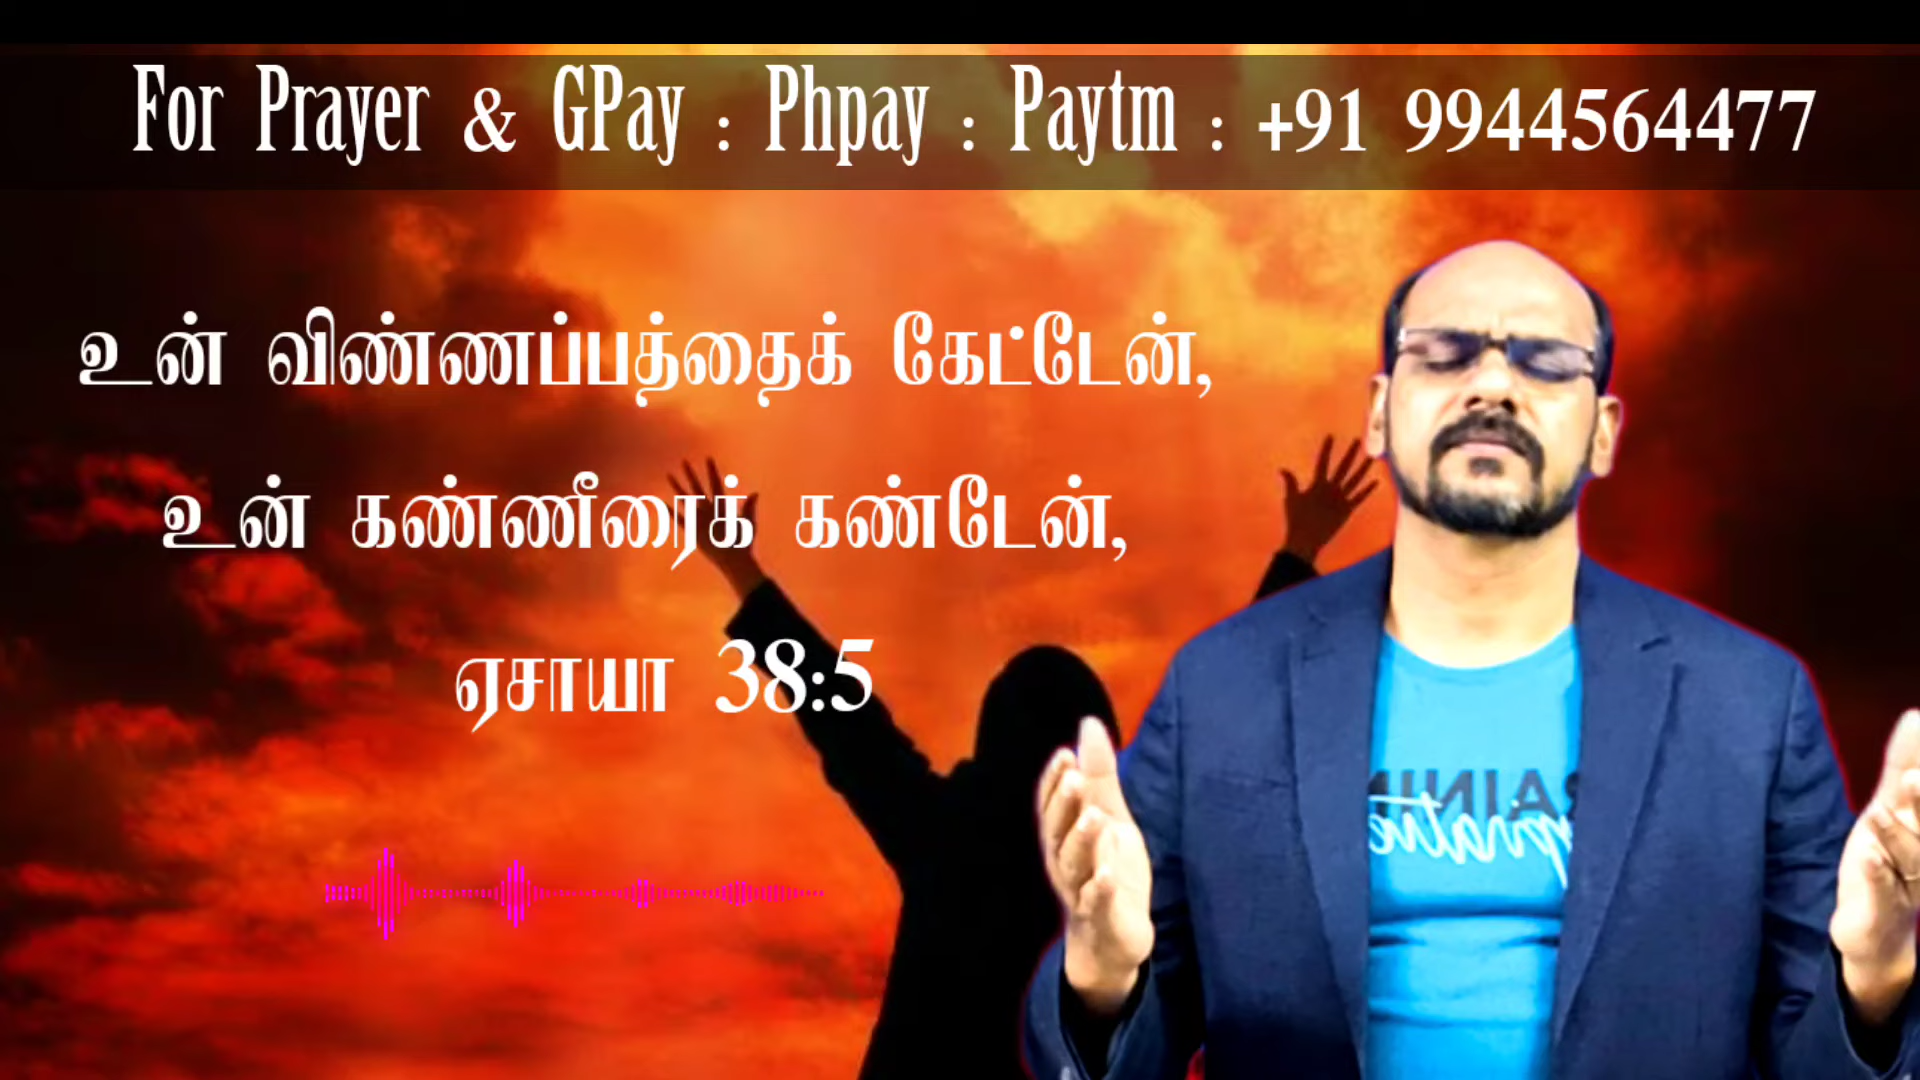 For Prayer & GPay : Phpay : Paytm : +91 9944564477
உன் விண்ணப்பத்தைக் கேட்டேன்,
உன் கண்ணீரைக் கண்டேன்,
ஏசாயா 38:5